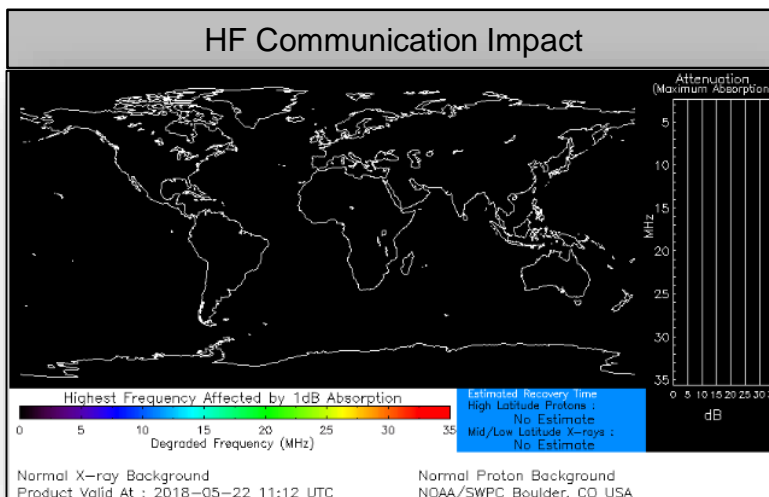 HF Communication Impact
Attenuation
(Maximum Absorption
5
10
15
MHz
20
25
30
35
0 5 10 15 20 25 30
dB
Highest Frequency Affected by 1dB Absorption
0 5 10 15 20 25 30 35
Degraded Frequency (MHz)
Estimated Recovery Time
High Latitude Protons :
No Estimate
Mid/Low Latitude X-rays :
No Estimate
Normal X-ray Background
Product Valid At : 2018-05-22 11:12 UTC
Normal Proton Background
NOAA/SWPC Boulder, CO USA